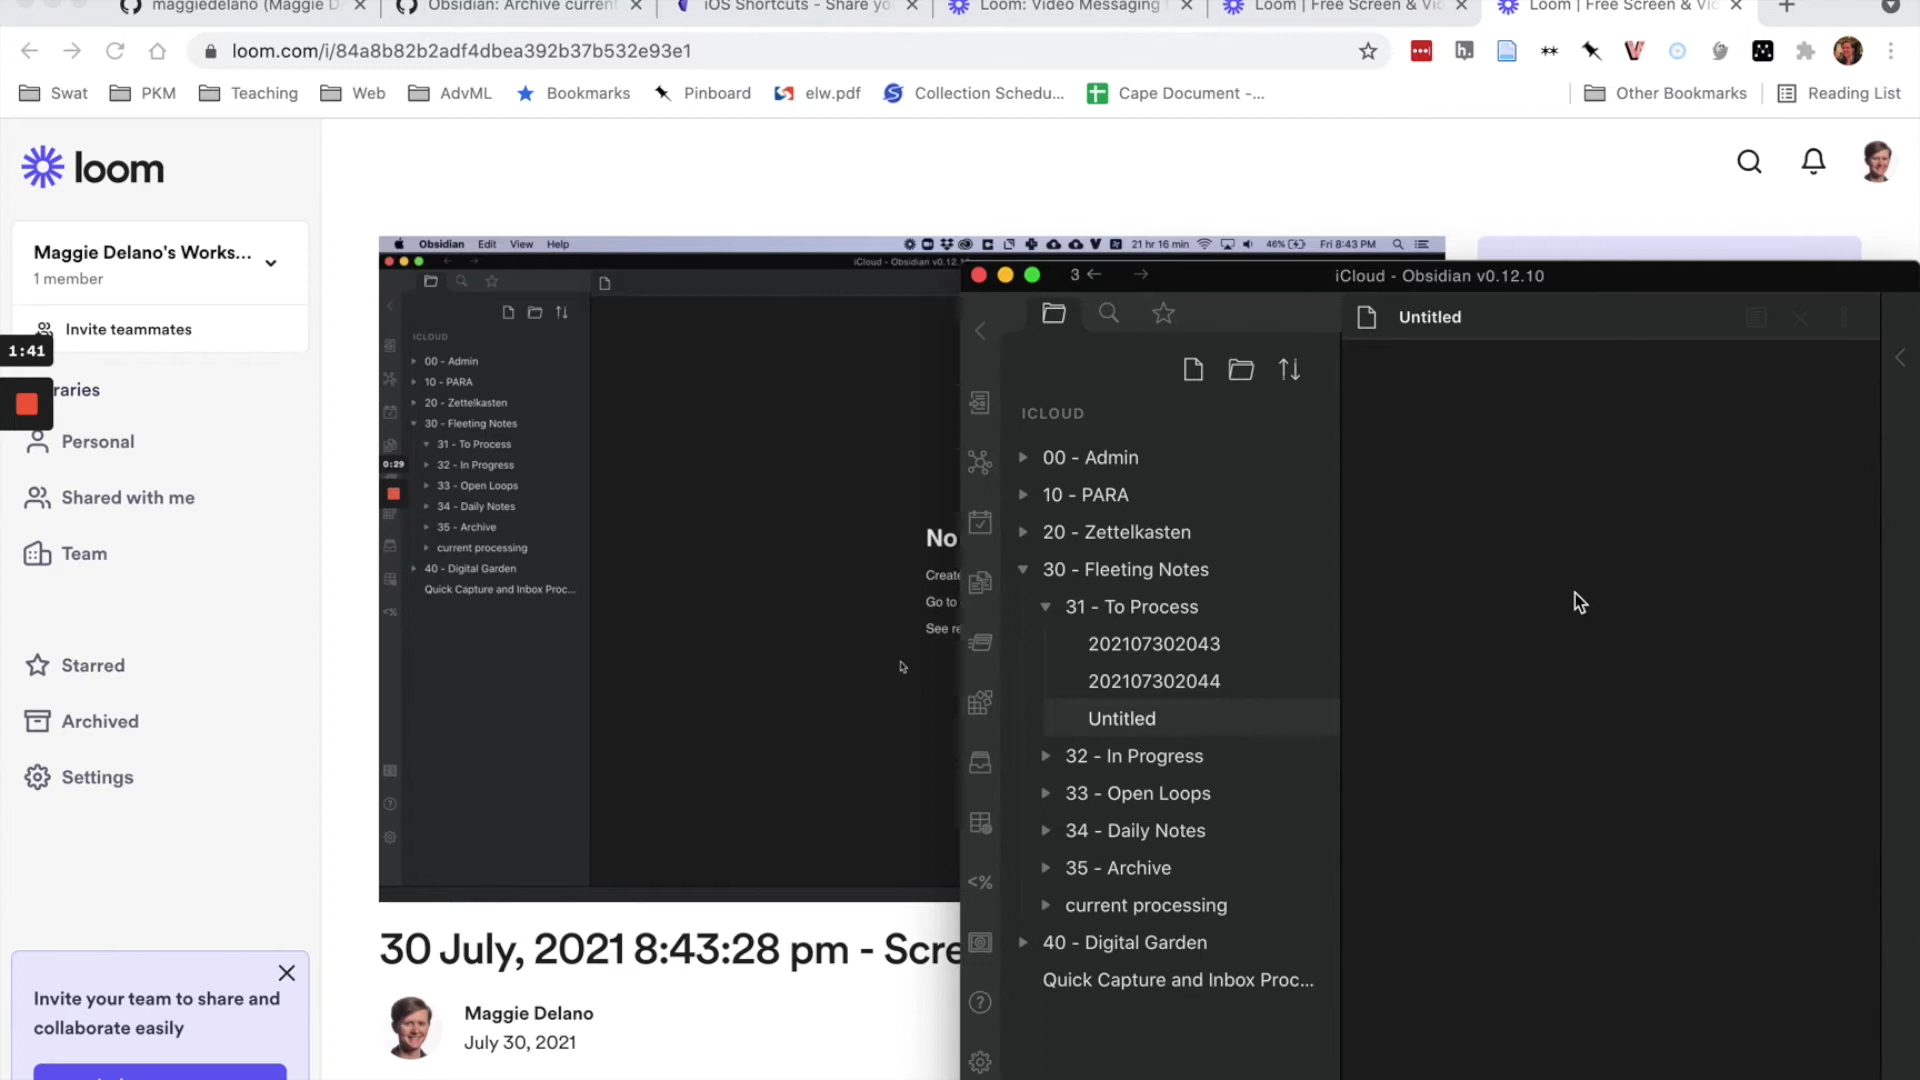 maggiedelano (Maggie D
Obsidian: Archive current
iOS Shortcuts - Share yo
Loom: Video Messaging
Loom | Free Screen & Vid
Loom | Free Screen & Vid
loom.com/i/84a8b82b2adf4dbea392b37b532e93e1
Swat
PKM
Teaching
Web
AdvML
Bookmarks
Pinboard
elw.pdf
Collection Schedu...
Cape Document -...
Other Bookmarks
Reading List
loom
Maggie Delano's Works...
1 member
Invite teammates
1:41
raries
Personal
Shared with me
Team
Starred
Archived
Settings
Invite your team to share and
collaborate easily
Obsidian Edit View Help
21 hr 16 min
46%
Fri 8:43 PM
iCloud - Obsidian v0.12.1
ICLOUD
00 - Admin
10 - PARA
20 - Zettelkasten
30 - Fleeting Notes
31 - To Process
0:29
32 - In Progress
33 - Open Loops
34 - Daily Notes
35 - Archive
current processing
40 - Digital Garden
Quick Capture and Inbox Proc...
No
Create
Go to
See re
30 July, 2021 8:43:28 pm - Scre
Maggie Delano
July 30, 2021
3
iCloud - Obsidian v0.12.10
Untitled
ICLOUD
00 - Admin
10 - PARA
20 - Zettelkasten
30 - Fleeting Notes
31 - To Process
202107302043
202107302044
Untitled
32 - In Progress
33 - Open Loops
34 - Daily Notes
35 - Archive
<%
current processing
40 - Digital Garden
Quick Capture and Inbox Proc...